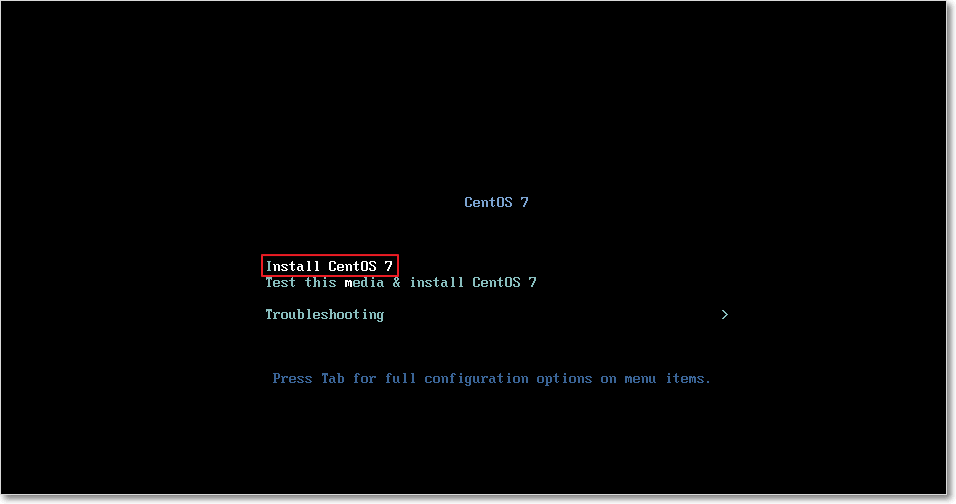 CentOS 7
Install CentOS 7
Test this media & install CentOS 7
Troubleshooting >
Press Tab for full configuration options on menu items.